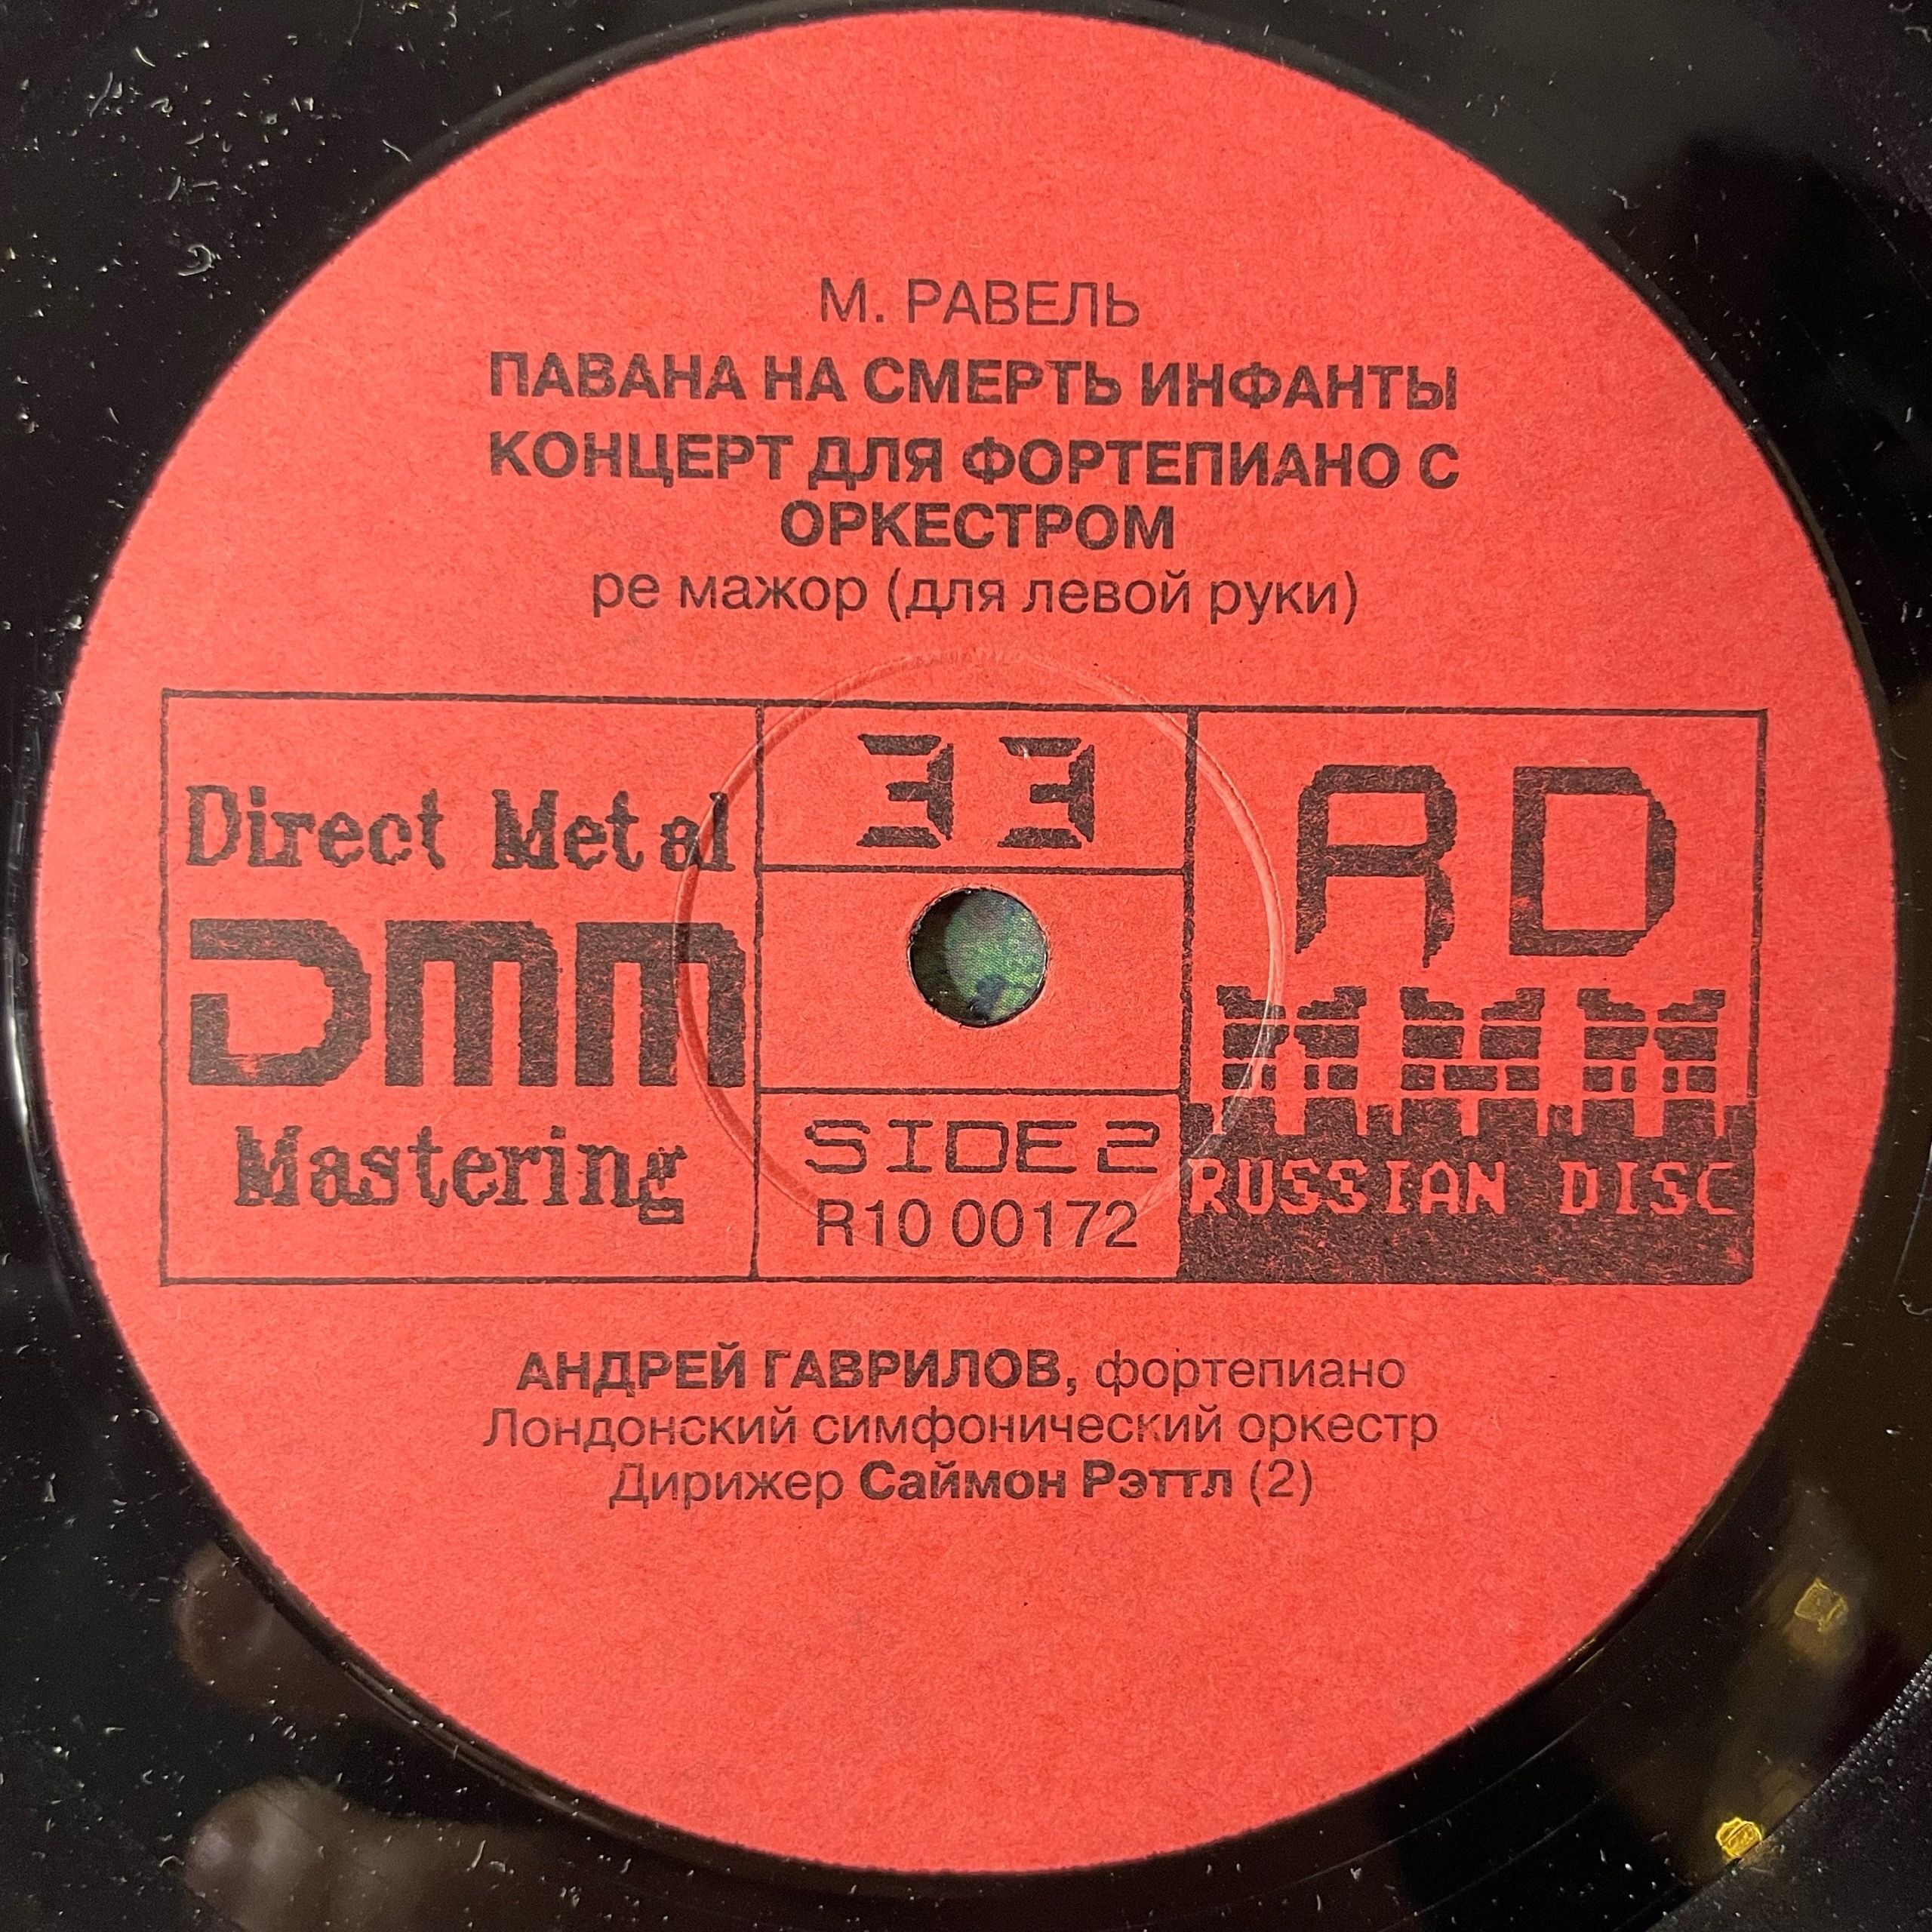 М. РАВЕЛЬ
ПАВАНА НА СМЕРТЬ ИНФАНТЫ
КОНЦЕРТ ДЛЯ ФОРТЕПИАНО С
ОРКЕСТРОМ
ре мажор (для левой руки)
Direct Metal
DMM
Mastering
33
SIDE 2
R10 00172
RD
RUSSIAN DISC
АНДРЕЙ ГАВРИЛОВ, фортепиано
Лондонский симфонический оркестр
Дирижер Саймон Рэттл (2)